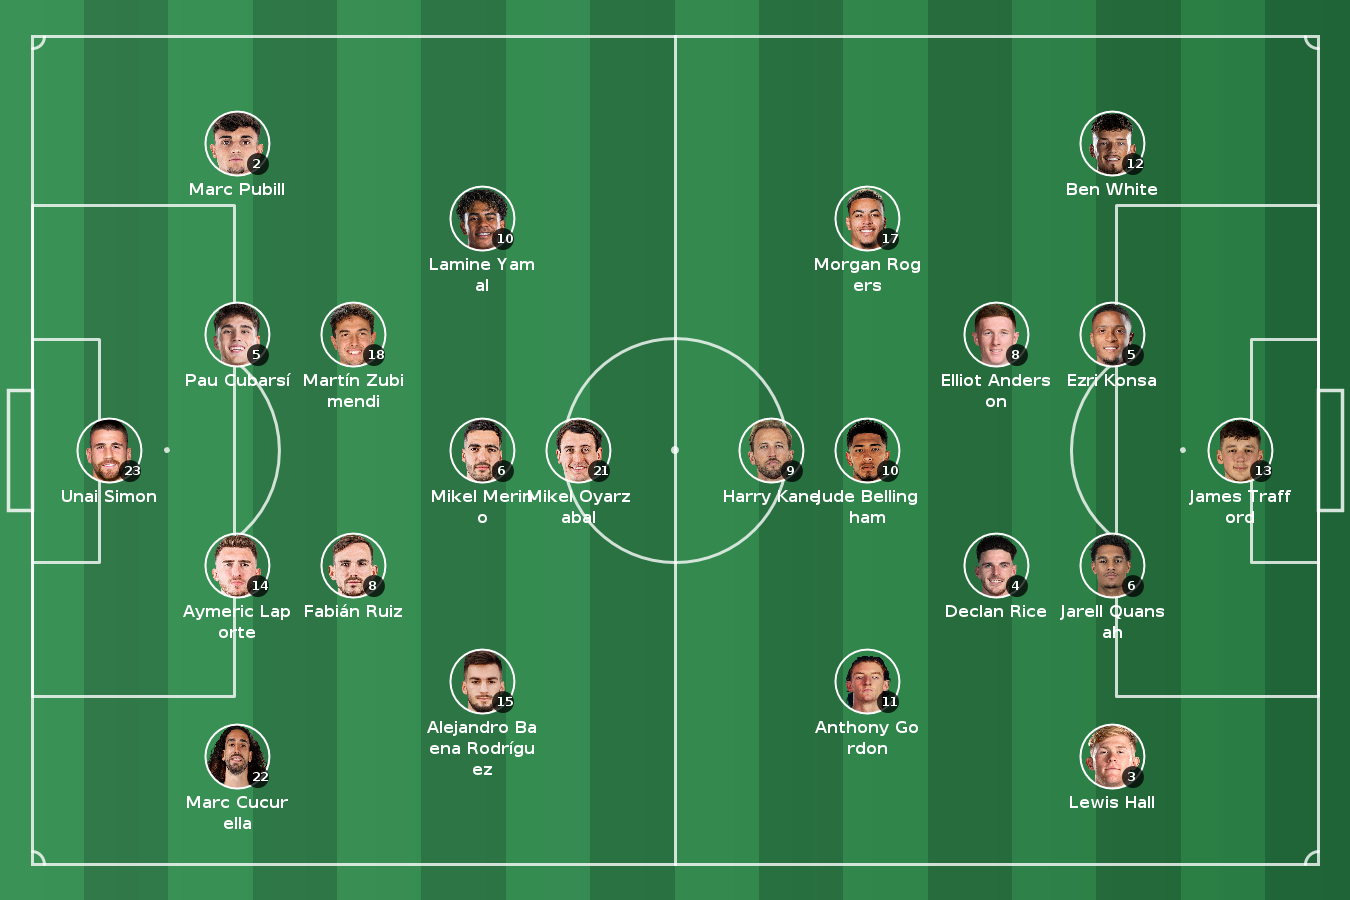 2
Marc Pubill
12
Ben White
10
Lamine Yam
al
17
Morgan Rog
ers
5
Pau Cubarsí
18
Martín Zubi
mendi
8
Elliot Anders
on
5
Ezri Konsa
23
Unai Simon
6
Mikel Merin
o
21
Mikel Oyarz
abal
9
Harry Kane
10
Jude Belling
ham
13
James Traff
ord
14
Aymeric Lap
orte
8
Fabián Ruiz
4
Declan Rice
6
Jarell Quans
ah
15
Alejandro Ba
ena Rodrígu
ez
11
Anthony Go
rdon
22
Marc Cucur
ella
3
Lewis Hall